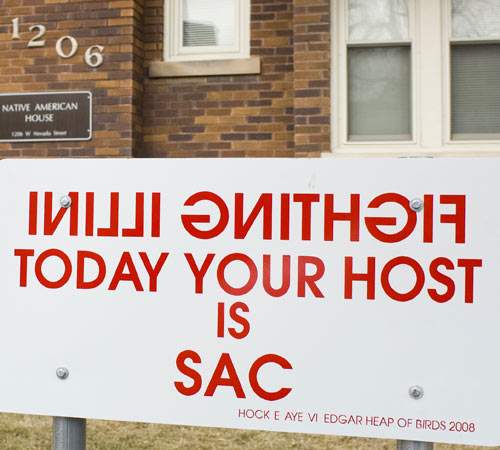 1206
NATIVE AMERICAN
HOUSE
1206 W Nevada Street
FIGHTING ILLINI
TODAY YOUR HOST
IS
SAC
HOCK E AYE VI EDGAR HEAP OF BIRDS 2008